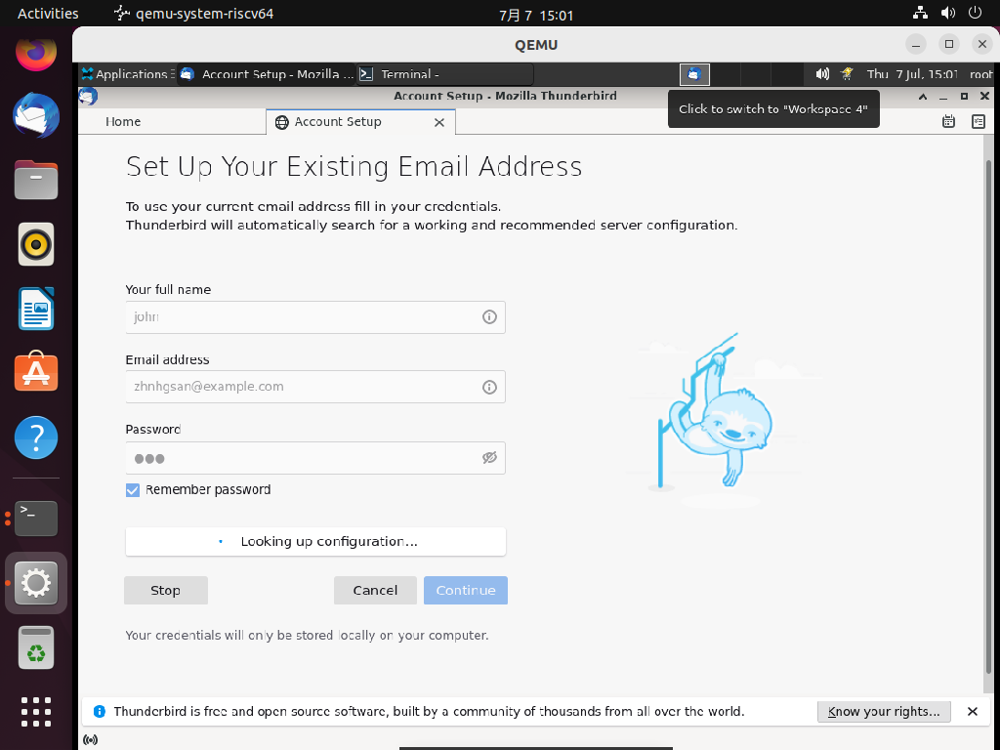 Activities qemu-system-riscv64 7月 7 15:01
QEMU
Applications Account Setup - Mozilla ... Terminal - Thu 7 Jul, 15:01 root
Account Setup - Mozilla Thunderbird
Click to switch to "Workspace 4"
Home Account Setup
Set Up Your Existing Email Address
To use your current email address fill in your credentials.
Thunderbird will automatically search for a working and recommended server configuration.
Your full name
john
Email address
zhnhgsan@example.com
Password
Remember password
Looking up configuration...
Stop Cancel Continue
Your credentials will only be stored locally on your computer.
Thunderbird is free and open source software, built by a community of thousands from all over the world. Know your rights...